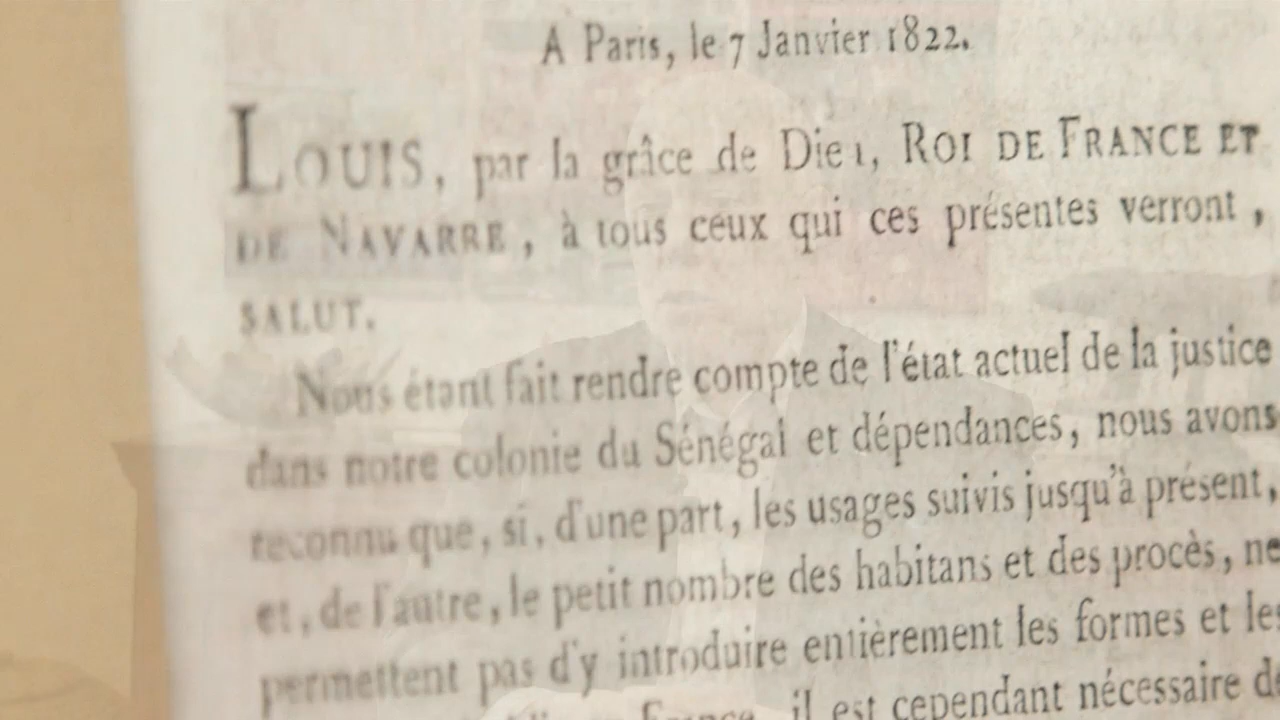 A Paris, le 7 Janvier 1822.
LOUIS, par la grâce de Dieu, ROI DE FRANCE ET
DE NAVARRE, à tous ceux qui ces présentes verront,
SALUT.
Nous étant fait rendre compte de l'état actuel de la justice
dans notre colonie du Sénégal et dépendances, nous avons
reconnu que, si, d'une part, les usages suivis jusqu'à présent,
et, de l'autre, le petit nombre des habitans et des procès, ne
permettent pas d'y introduire entièrement les formes et les
France, il est cependant nécessaire de